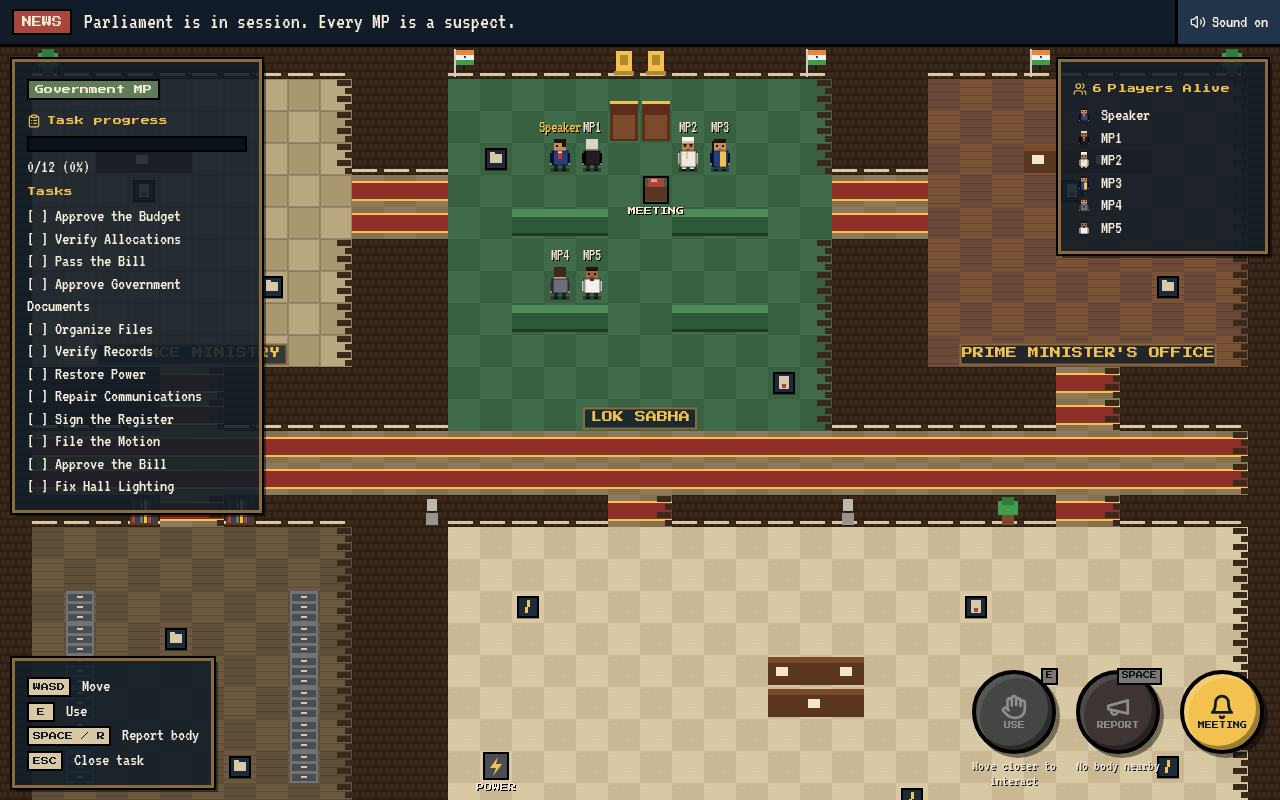 NEWS Parliament is in session. Every MP is a suspect.
Sound on
Government MP
Task progress
0/12 (0%)
Tasks
[ ] Approve the Budget
[ ] Verify Allocations
[ ] Pass the Bill
[ ] Approve Government
Documents
[ ] Organize Files
[ ] Verify Records
[ ] Restore Power
[ ] Repair Communications
[ ] Sign the Register
[ ] File the Motion
[ ] Approve the Bill
[ ] Fix Hall Lighting
MINISTRY
Speaker MP1 MP2 MP3
MEETING
MP4 MP5
LOK SABHA
6 Players Alive
Speaker
MP1
MP2
MP3
MP4
MP5
PRIME MINISTER'S OFFICE
WASD Move
E Use
SPACE / R Report body
ESC Close task
POWER
E
USE
Move closer to
interact
SPACE
REPORT
No body nearby
MEETING